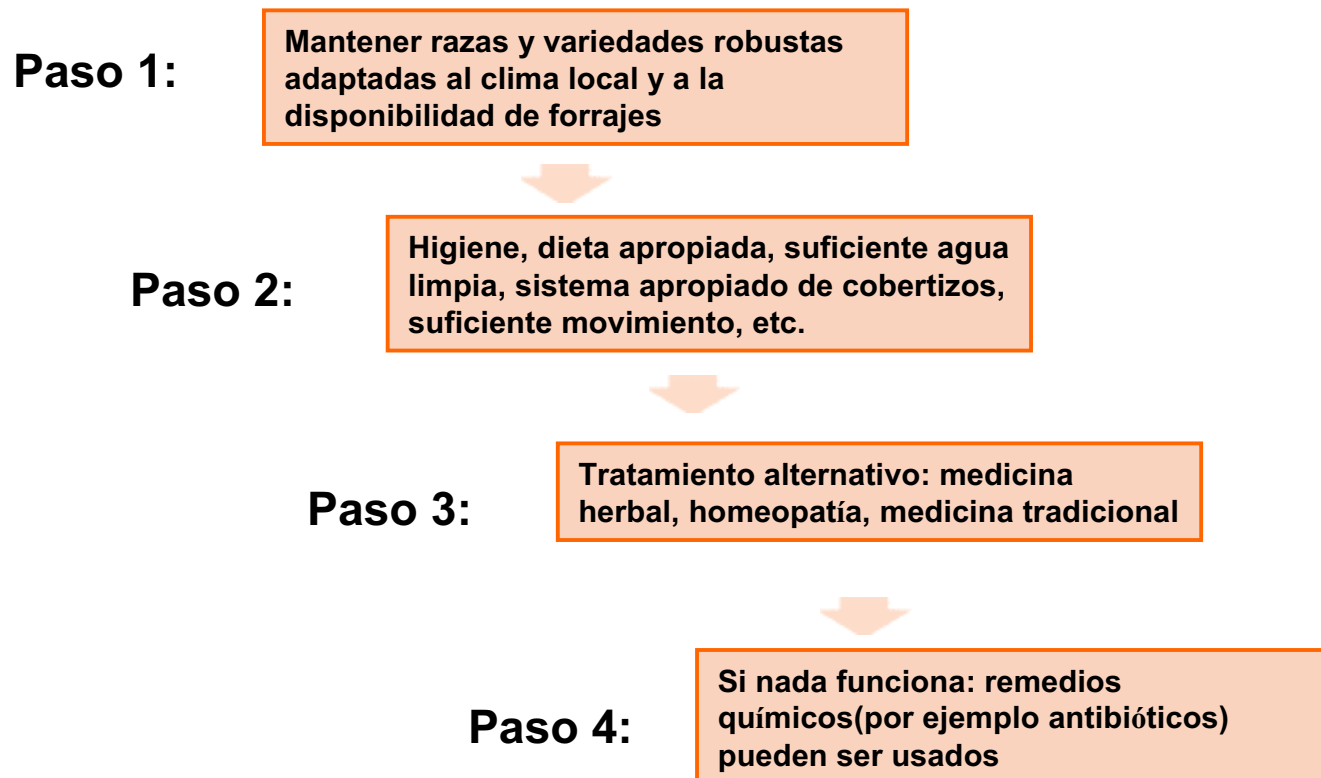 Paso 1:
Mantener razas y variedades robustas
adaptadas al clima local y a la
disponibilidad de forrajes
Paso 2:
Higiene, dieta apropiada, suficiente agua
limpia, sistema apropiado de cobertizos,
suficiente movimiento, etc.
Paso 3:
Tratamiento alternativo: medicina
herbal, homeopatía, medicina tradicional
Paso 4:
Si nada funciona: remedios
químicos(por ejemplo antibióticos)
pueden ser usados